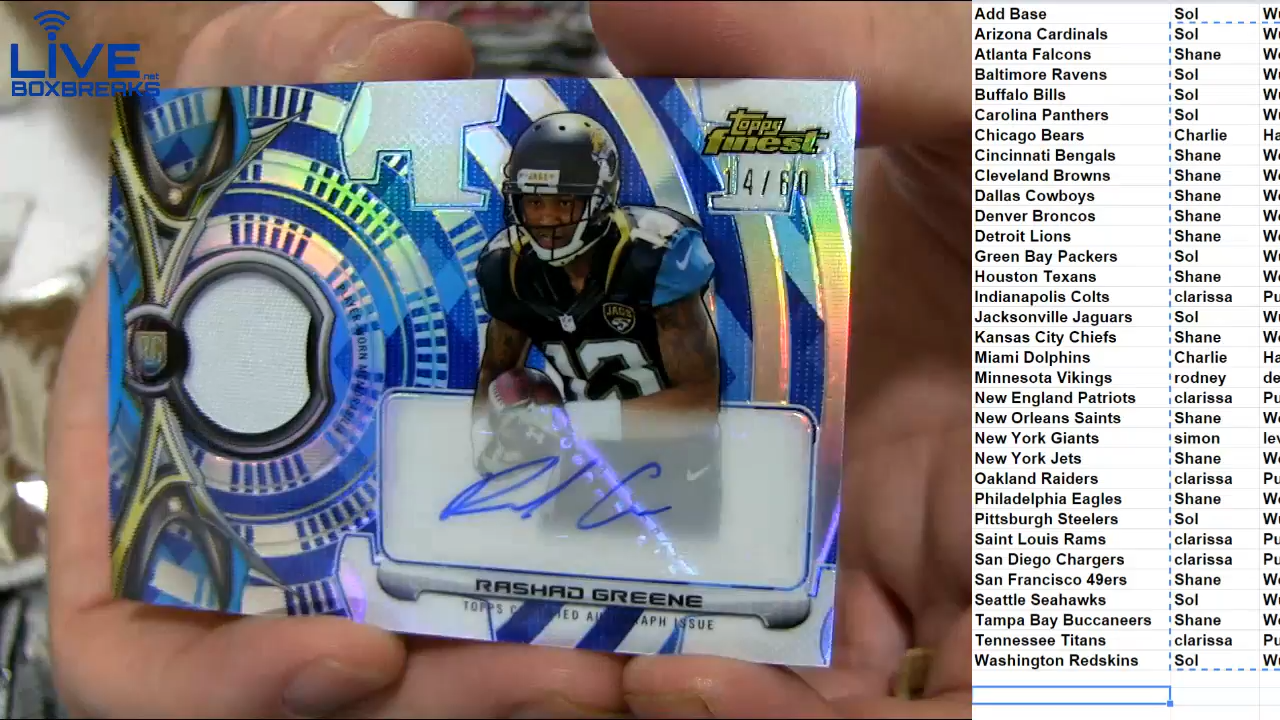 LIVE.net
BOXBREAKS
Topps
finest
14/60
JAGS
JAGS
13
RC
RASHAD GREENE
TOPPS CERTIFIED AUTOGRAPH ISSUE
Add Base Sol
Arizona Cardinals Sol
Atlanta Falcons Shane
Baltimore Ravens Sol
Buffalo Bills Sol
Carolina Panthers Sol
Chicago Bears Charlie
Cincinnati Bengals Shane
Cleveland Browns Shane
Dallas Cowboys Shane
Denver Broncos Shane
Detroit Lions Shane
Green Bay Packers Sol
Houston Texans Shane
Indianapolis Colts clarissa
Jacksonville Jaguars Sol
Kansas City Chiefs Shane
Miami Dolphins Charlie
Minnesota Vikings rodney
New England Patriots clarissa
New Orleans Saints Shane
New York Giants simon
New York Jets Shane
Oakland Raiders clarissa
Philadelphia Eagles Shane
Pittsburgh Steelers Sol
Saint Louis Rams clarissa
San Diego Chargers clarissa
San Francisco 49ers Shane
Seattle Seahawks Sol
Tampa Bay Buccaneers Shane
Tennessee Titans clarissa
Washington Redskins Sol